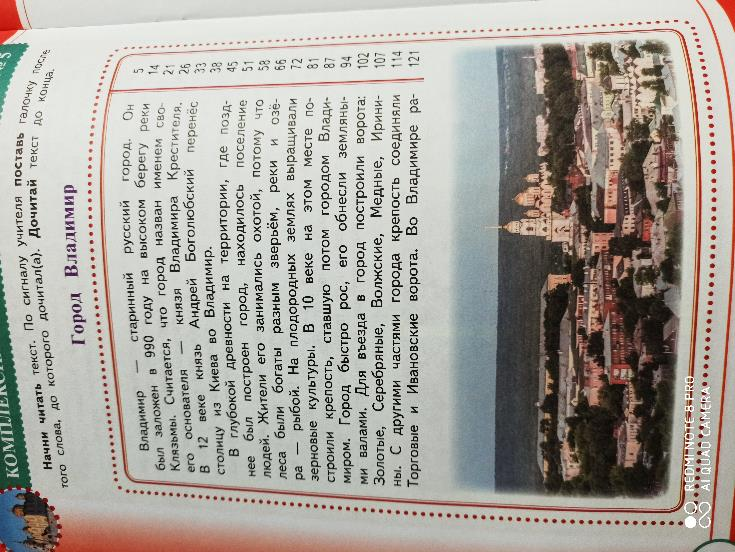 КОМПЛЕКС
№ 3
Начни читать текст. По сигналу учителя поставь галочку после
того слова, до которого дочитал(а). Дочитай текст до конца.
Город Владимир
Владимир — старинный русский город. Он 5
был заложен в 990 году на высоком берегу реки 14
Клязьмы. Считается, что город назван именем сво- 21
его основателя — князя Владимира Крестителя. 26
В 12 веке князь Андрей Боголюбский перенёс 33
столицу из Киева во Владимир. 38
В глубокой древности на территории, где позд- 45
нее был построен город, находилось поселение 51
людей. Жители его занимались охотой, потому что 58
леса были богаты разным зверьём, реки и озё- 66
ра — рыбой. На плодородных землях выращивали 72
зерновые культуры. В 10 веке на этом месте по- 81
строили крепость, ставшую потом городом Влади- 87
миром. Город быстро рос, его обнесли земляны- 94
ми валами. Для въезда в город построили ворота: 102
Золотые, Серебряные, Волжские, Медные, Ирини- 107
ны. С другими частями города крепость соединяли 114
Торговые и Ивановские ворота. Во Владимире ра- 121
REDMI NOTE 8 PRO
AI QUAD CAMERA